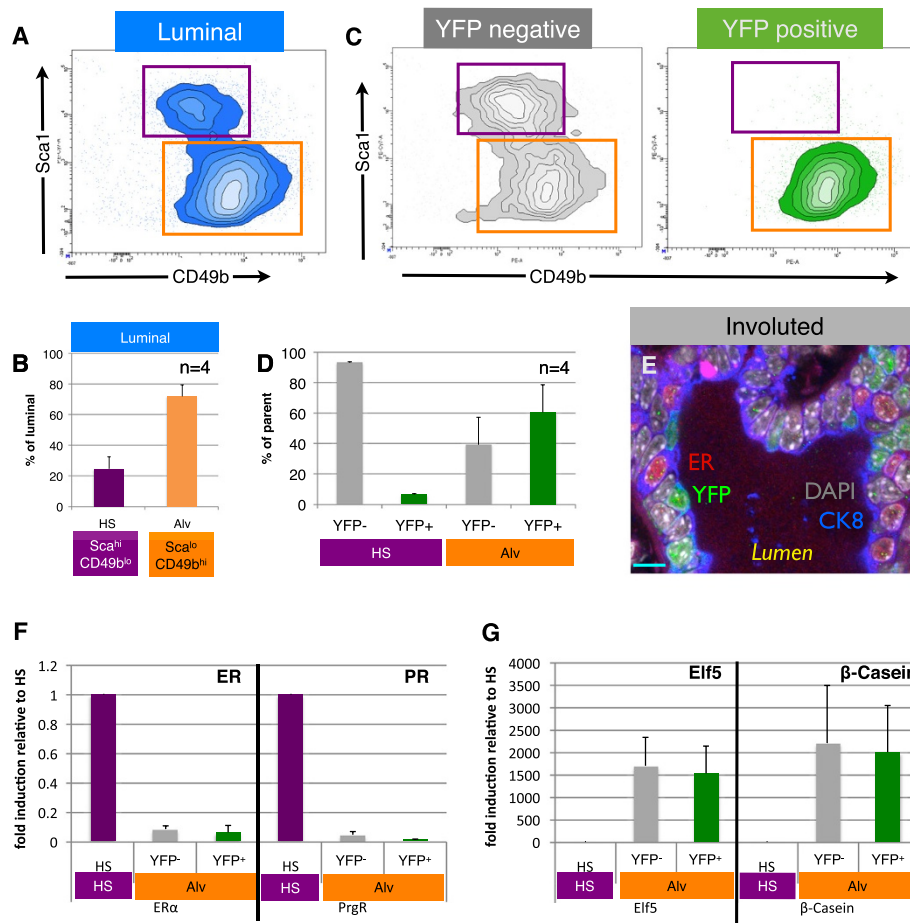 A
Luminal
Sca1
CD49b
C
YFP negative
YFP positive
Sca1
PE-A
PE-A
CD49b
B
Luminal
n=4
% of luminal
100
80
60
40
20
0
HS
Alv
Sca^hi
CD49b^lo
Sca^lo
CD49b^hi
D
n=4
% of parent
100
80
60
40
20
0
YFP-
YFP+
YFP-
YFP+
HS
Alv
Involuted
E
ER
YFP
DAPI
CK8
Lumen
F
ER
PR
fold induction relative to HS
1.2
1
0.8
0.6
0.4
0.2
0
HS
YFP-
YFP+
HS
YFP-
YFP+
HS
Alv
HS
Alv
ERα
PrgR
G
Elf5
β-Casein
fold induction relative to HS
4000
3500
3000
2500
2000
1500
1000
500
0
HS
YFP-
YFP+
HS
YFP-
YFP+
HS
Alv
HS
Alv
Elf5
β-Casein